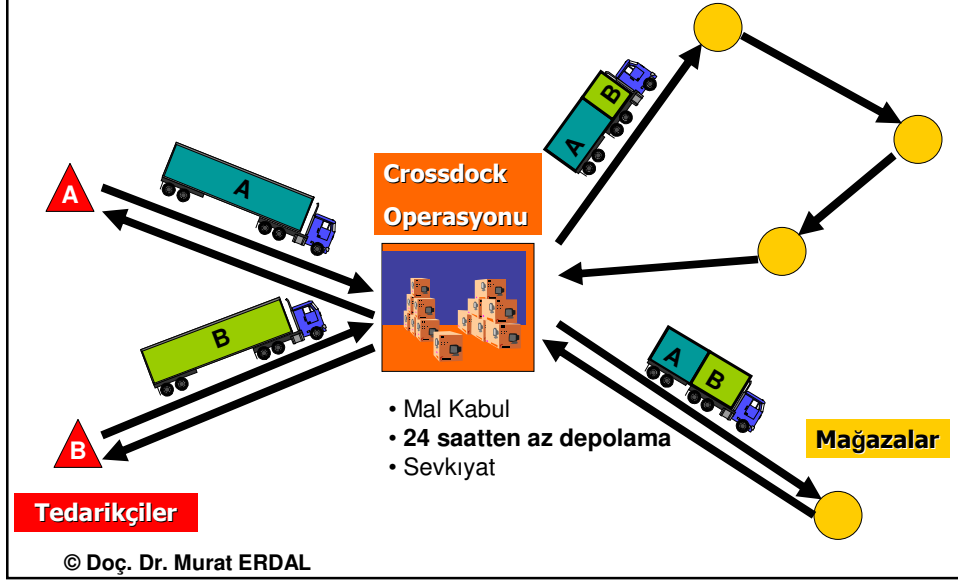 A
A
B
A
Crossdock
Operasyonu
B
A
B
B
• Mal Kabul
• 24 saatten az depolama
• Sevkıyat
Mağazalar
Tedarikçiler
© Doç. Dr. Murat ERDAL